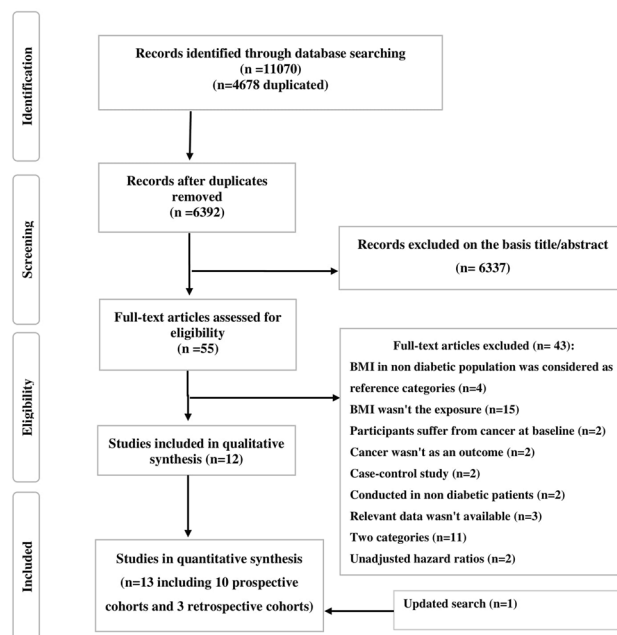 Identification
Records identified through database searching
(n =11070)
(n=4678 duplicated)
Screening
Records after duplicates
removed
(n =6392)
Records excluded on the basis title/abstract
(n= 6337)
Full-text articles assessed for
eligibility
(n =55)
Eligibility
Full-text articles excluded (n= 43):
BMI in non diabetic population was considered as
reference categories (n=4)
BMI wasn't the exposure (n=15)
Participants suffer from cancer at baseline (n=2)
Cancer wasn't as an outcome (n=2)
Case-control study (n=2)
Conducted in non diabetic patients (n=2)
Relevant data wasn't available (n=3)
Two categories (n=11)
Unadjusted hazard ratios (n=2)
Studies included in qualitative
synthesis (n=12)
Included
Studies in quantitative synthesis
(n=13 including 10 prospective
cohorts and 3 retrospective cohorts)
Updated search (n=1)